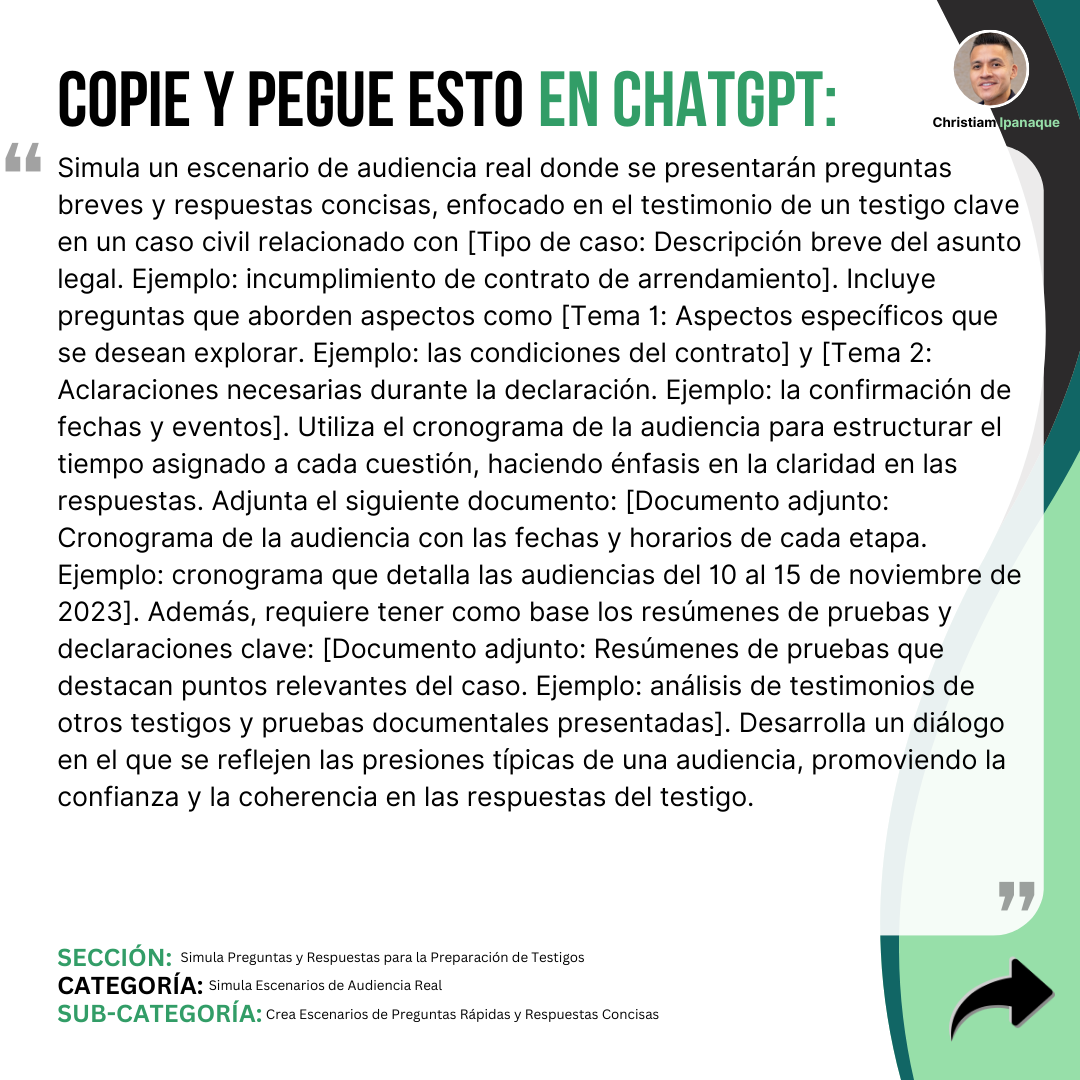 COPIE Y PEGUE ESTO EN CHATGPT:
Christiam Ipanaque
“
Simula un escenario de audiencia real donde se presentarán preguntas
breves y respuestas concisas, enfocado en el testimonio de un testigo clave
en un caso civil relacionado con [Tipo de caso: Descripción breve del asunto
legal. Ejemplo: incumplimiento de contrato de arrendamiento]. Incluye
preguntas que aborden aspectos como [Tema 1: Aspectos específicos que
se desean explorar. Ejemplo: las condiciones del contrato] y [Tema 2:
Aclaraciones necesarias durante la declaración. Ejemplo: la confirmación de
fechas y eventos]. Utiliza el cronograma de la audiencia para estructurar el
tiempo asignado a cada cuestión, haciendo énfasis en la claridad en las
respuestas. Adjunta el siguiente documento: [Documento adjunto:
Cronograma de la audiencia con las fechas y horarios de cada etapa.
Ejemplo: cronograma que detalla las audiencias del 10 al 15 de noviembre de
2023]. Además, requiere tener como base los resúmenes de pruebas y
declaraciones clave: [Documento adjunto: Resúmenes de pruebas que
destacan puntos relevantes del caso. Ejemplo: análisis de testimonios de
otros testigos y pruebas documentales presentadas]. Desarrolla un diálogo
en el que se reflejen las presiones típicas de una audiencia, promoviendo la
confianza y la coherencia en las respuestas del testigo.
”
SECCIÓN: Simula Preguntas y Respuestas para la Preparación de Testigos
CATEGORÍA: Simula Escenarios de Audiencia Real
SUB-CATEGORÍA: Crea Escenarios de Preguntas Rápidas y Respuestas Concisas